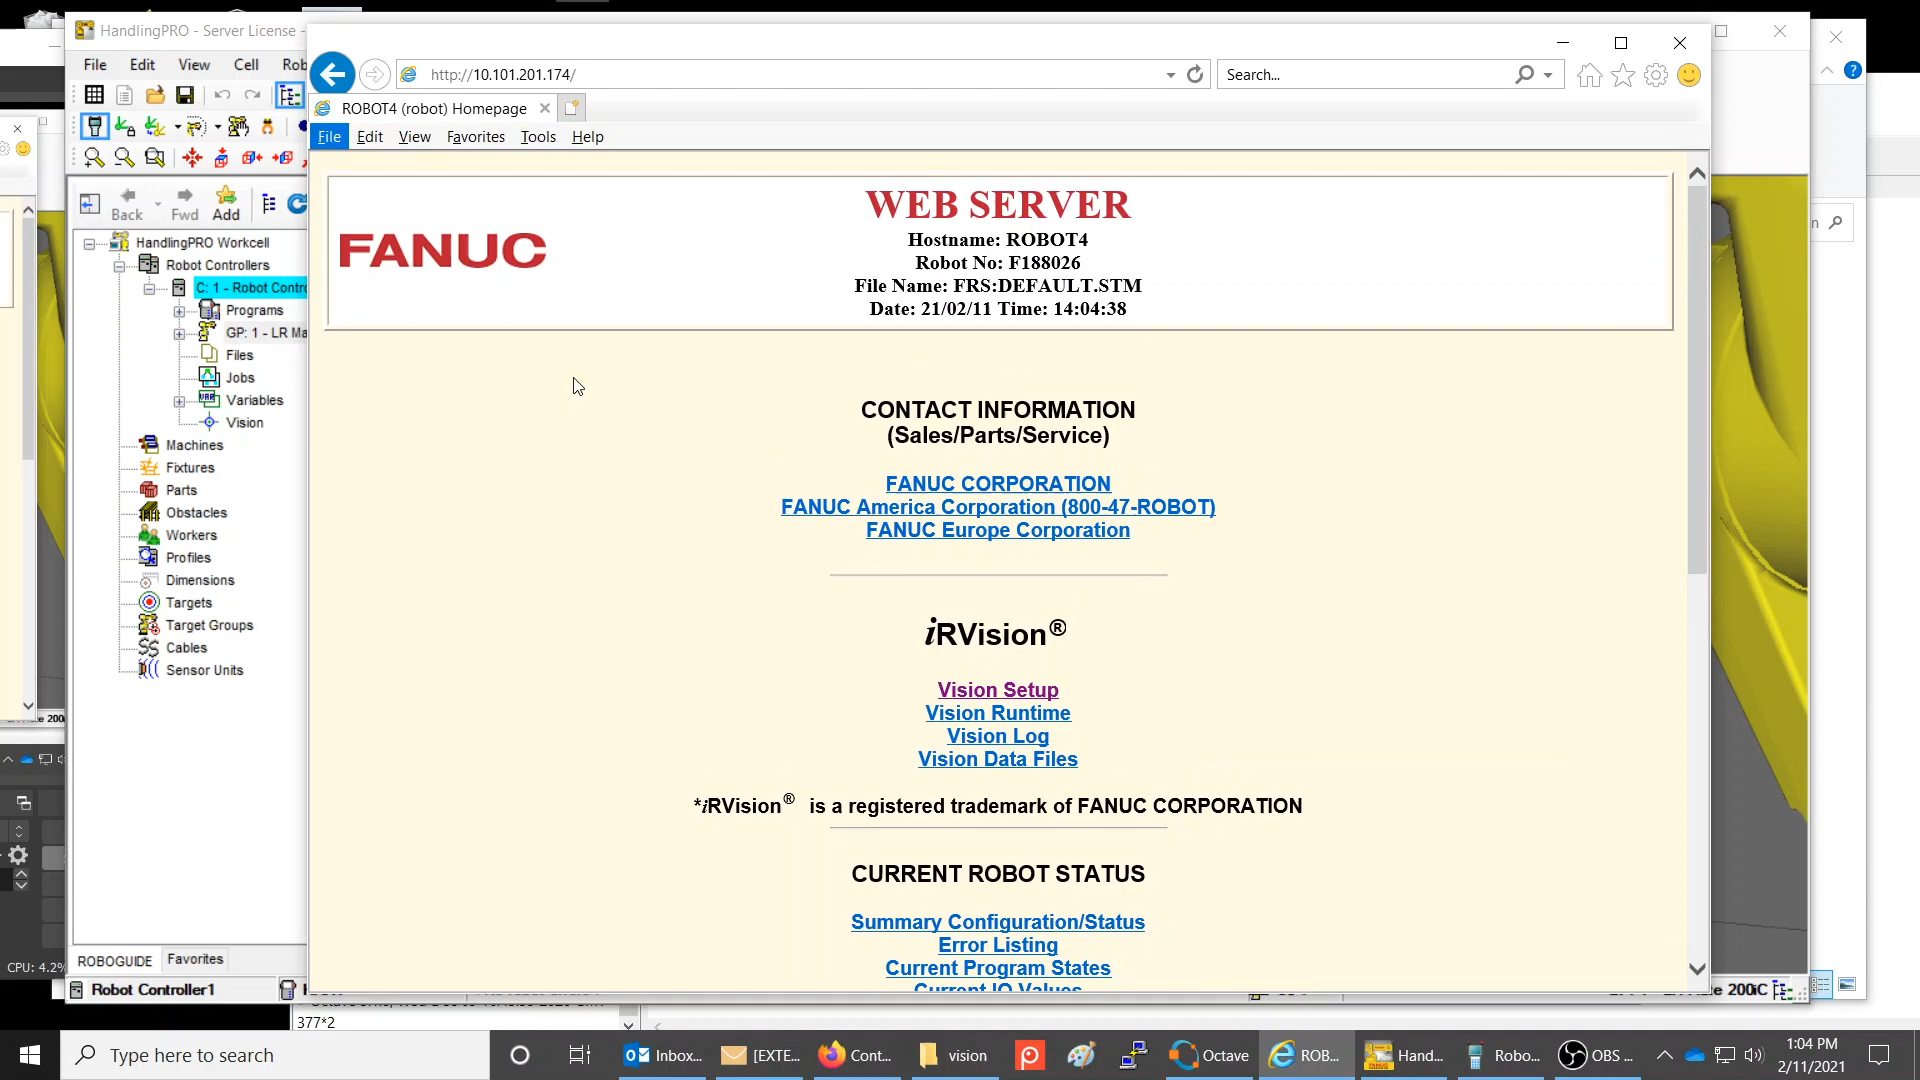 HandlingPRO - Server License -
File Edit View Cell Rob
Back Fwd Add
HandlingPRO Workcell
Robot Controllers
C: 1 - Robot Contro
Programs
GP: 1 - LR Ma
Files
Jobs
Variables
Vision
Machines
Fixtures
Parts
Obstacles
Workers
Profiles
Dimensions
Targets
Target Groups
Cables
Sensor Units
ROBOGUIDE Favorites
Robot Controller1
CPU: 4.2%
http://10.101.201.174/
Search...
ROBOT4 (robot) Homepage
File Edit View Favorites Tools Help
FANUC
WEB SERVER
Hostname: ROBOT4
Robot No: F188026
File Name: FRS:DEFAULT.STM
Date: 21/02/11 Time: 14:04:38
CONTACT INFORMATION
(Sales/Parts/Service)
FANUC CORPORATION
FANUC America Corporation (800-47-ROBOT)
FANUC Europe Corporation
iRVision®
Vision Setup
Vision Runtime
Vision Log
Vision Data Files
*iRVision® is a registered trademark of FANUC CORPORATION
CURRENT ROBOT STATUS
Summary Configuration/Status
Error Listing
Current Program States
Current IO Values
200iC
377*2
Type here to search
Inbox...
[EXTE...
Cont...
vision
Octave
ROB...
Hand...
Robo...
OBS ...
1:04 PM
2/11/2021